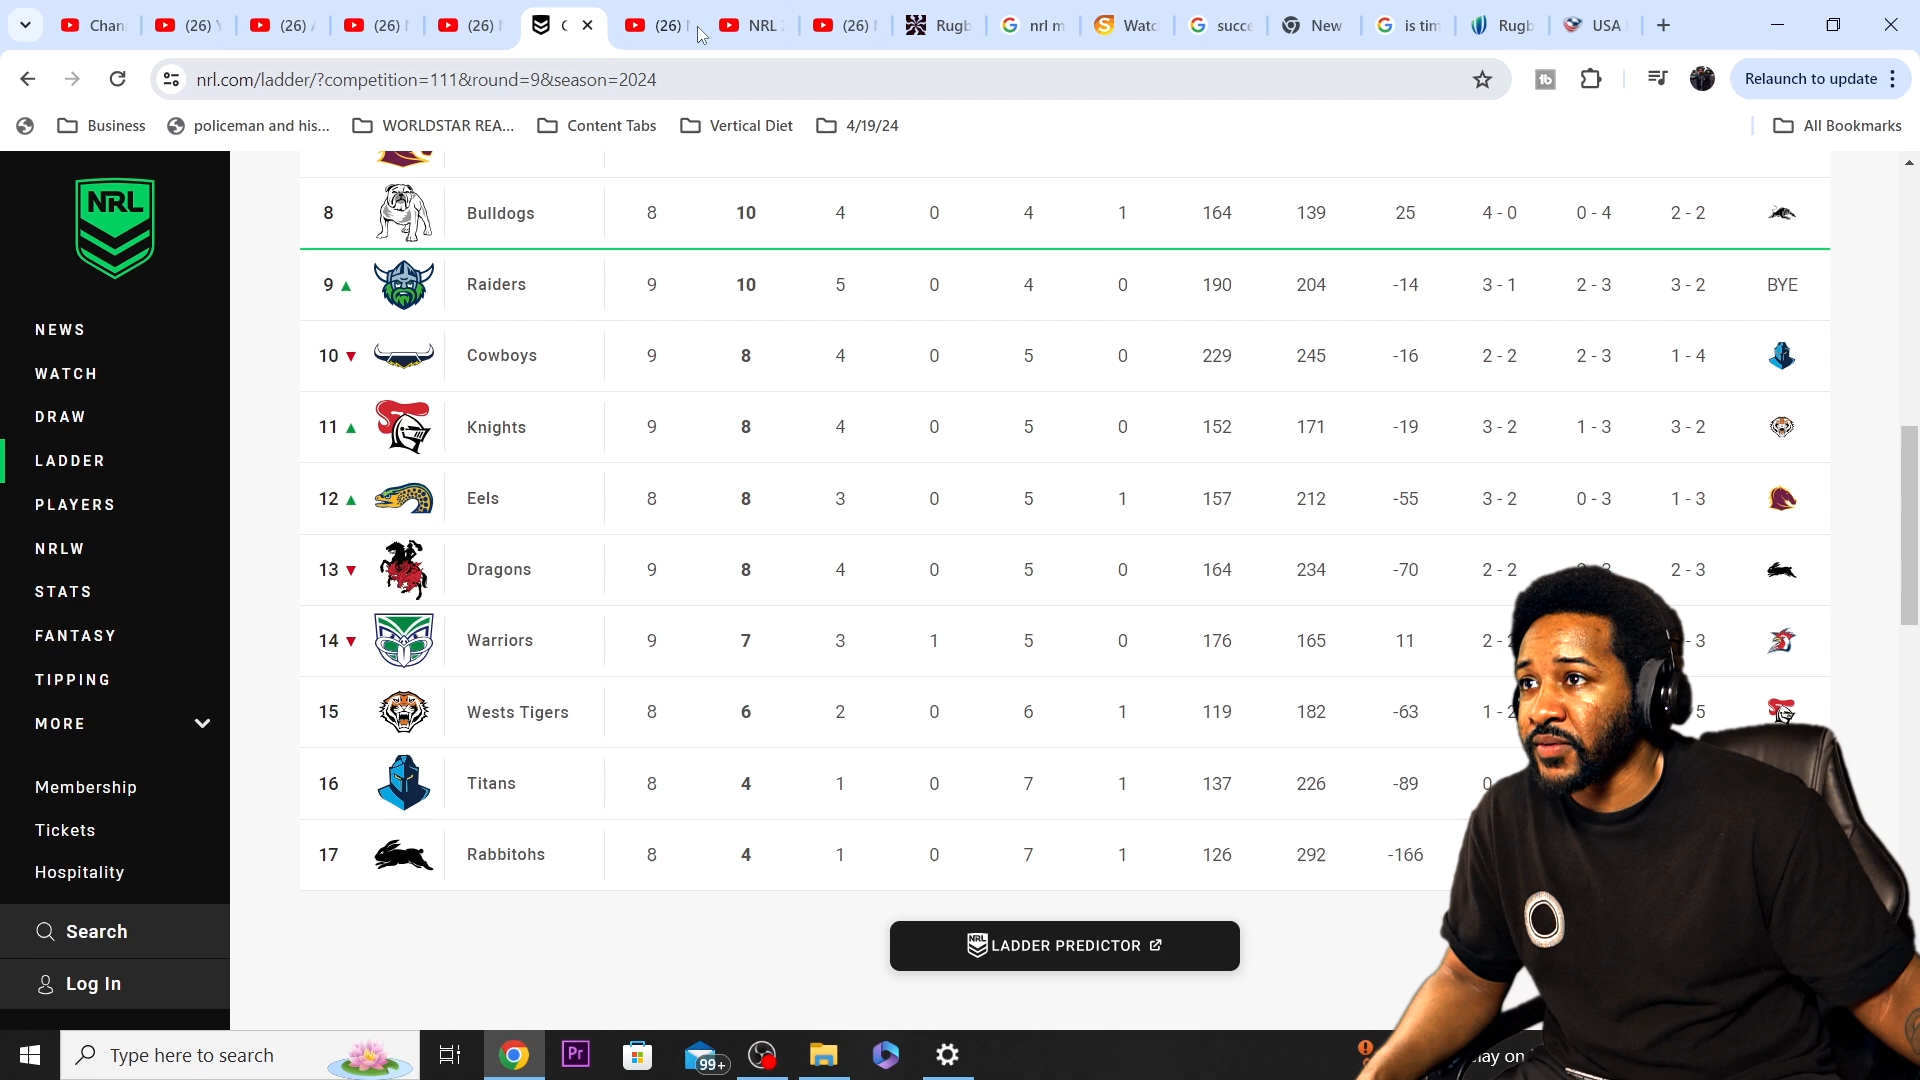 Chan
(26) Y
(26)
(26)
(26)
(26)
NRL
(26)
Rugb
nrl m
Watc
succe
New
is tim
Rugb
USA
nrl.com/ladder/?competition=111&round=9&season=2024
Relaunch to update
Business
policeman and his...
WORLDSTAR REA...
Content Tabs
Vertical Diet
4/19/24
All Bookmarks
NRL
NEWS
WATCH
DRAW
LADDER
PLAYERS
NRLW
STATS
FANTASY
TIPPING
MORE
Membership
Tickets
Hospitality
Search
Log In
8 Bulldogs 8 10 4 0 4 1 164 139 25 4 - 0 0 - 4 2 - 2
9 Raiders 9 10 5 0 4 0 190 204 -14 3 - 1 2 - 3 3 - 2 BYE
10 Cowboys 9 8 4 0 5 0 229 245 -16 2 - 2 2 - 3 1 - 4
11 Knights 9 8 4 0 5 0 152 171 -19 3 - 2 1 - 3 3 - 2
12 Eels 8 8 3 0 5 1 157 212 -55 3 - 2 0 - 3 1 - 3
13 Dragons 9 8 4 0 5 0 164 234 -70 2 - 2 2 - 3
14 Warriors 9 7 3 1 5 0 176 165 11 2 - - 3
15 Wests Tigers 8 6 2 0 6 1 119 182 -63 1 - 2 5
16 Titans 8 4 1 0 7 1 137 226 -89 0
17 Rabbitohs 8 4 1 0 7 1 126 292 -166
NRL LADDER PREDICTOR
Type here to search
Pr
99+
lay on